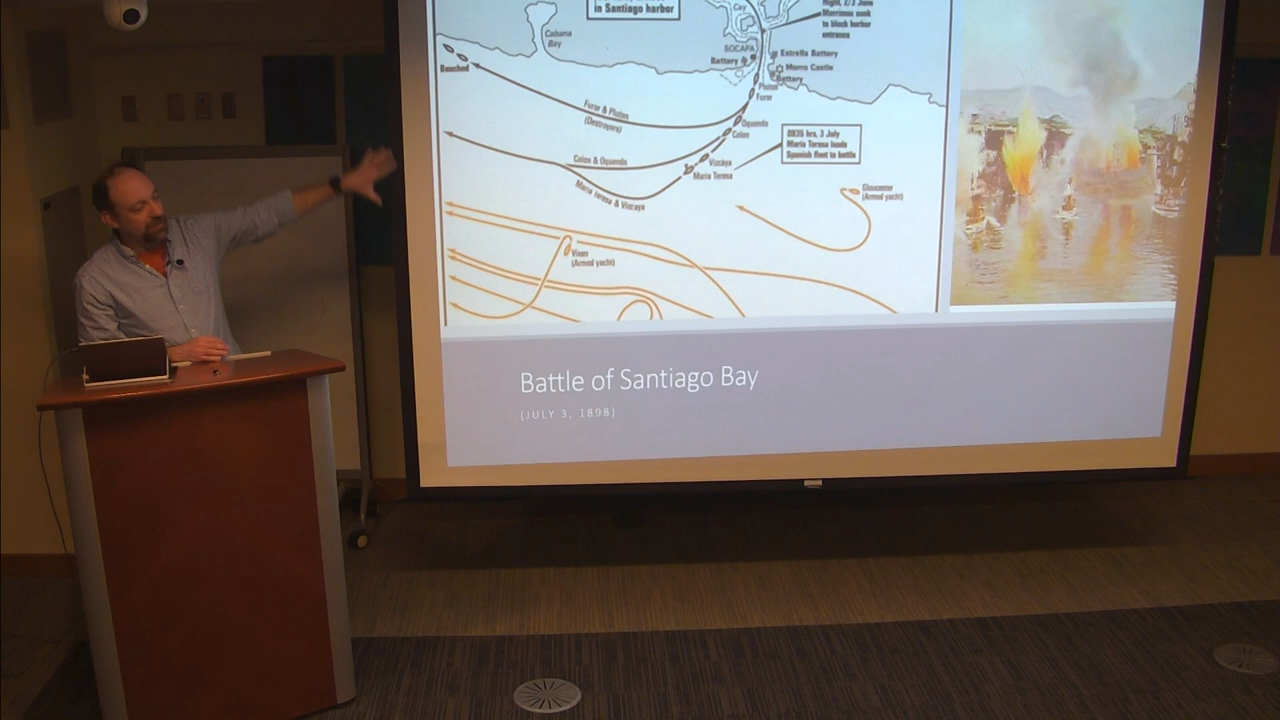 in Santiago harbor
Cay
night, 2/3 June
Merrimac sunk
to block harbor
entrance
Cabana
Bay
SOCAPA
Battery
Estrella Battery
Morro Castle
Battery
Beached
Pluton
Furor
Furor & Pluton
(Destroyers)
Oquendo
Colon
0835 hrs, 3 July
Maria Teresa leads
Spanish fleet to battle
Colon & Oquendo
Vizcaya
Maria Teresa
Maria Teresa & Vizcaya
Gloucester
(Armed yacht)
Vixen
(Armed yacht)
Battle of Santiago Bay
(JULY 3, 1898)